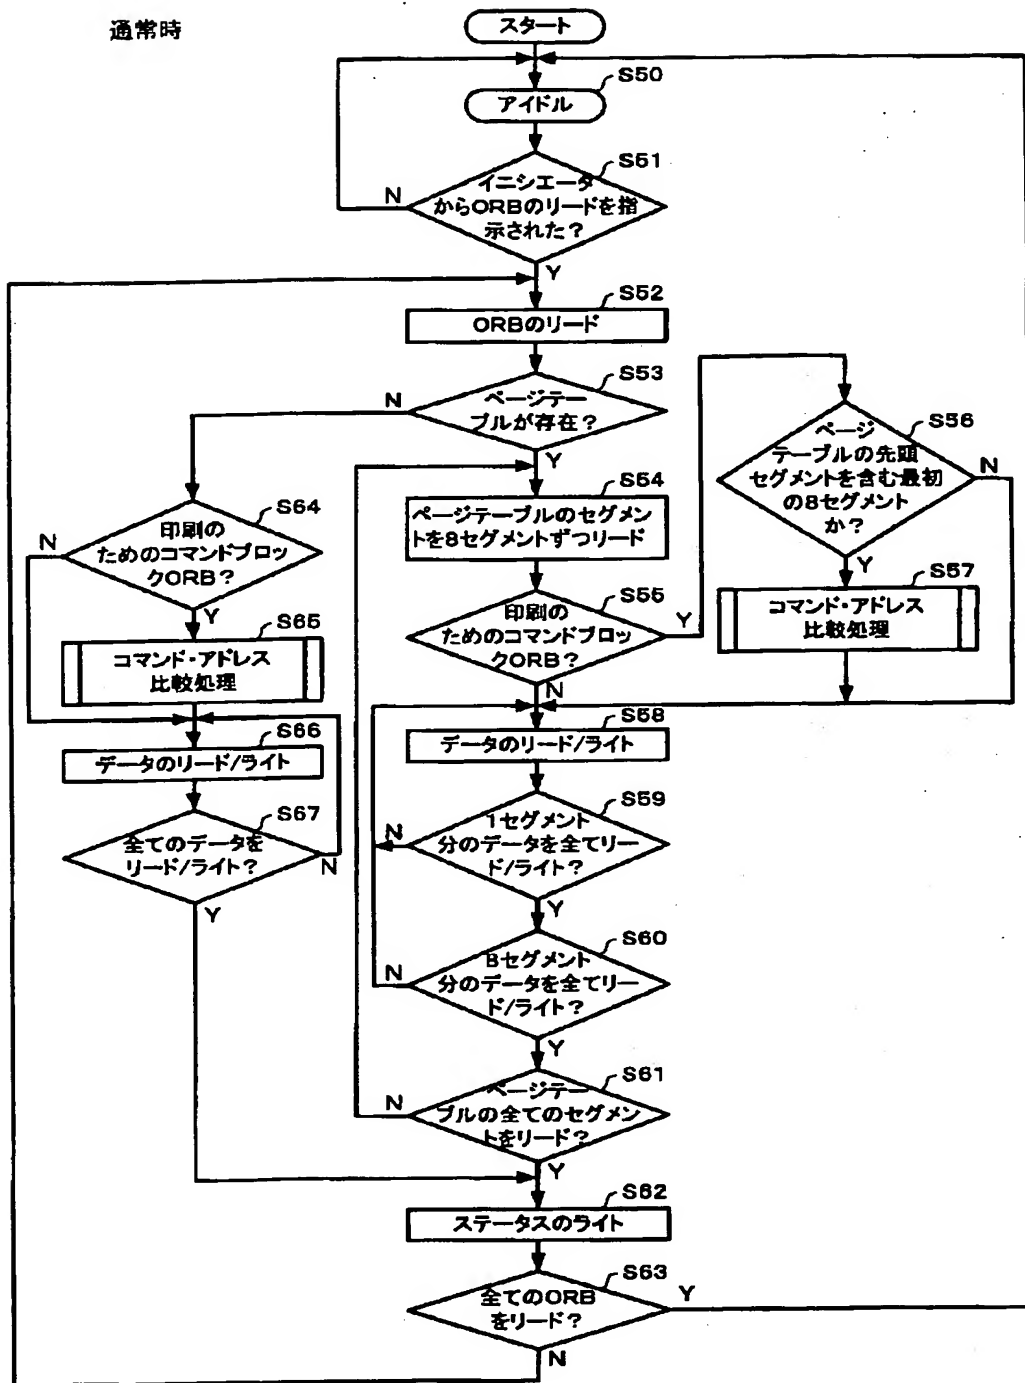 通常時
スタート
S50
アイドル
S51
イニシエータ
からORBのリードを指
示された？
N
Y
S52
ORBのリード
S53
ページテー
ブルが存在？
N
Y
S54
ページテーブルのセグメン
トを8セグメントずつリード
S55
印刷の
ためのコマンドブロッ
クORB？
Y
N
S56
ページ
テーブルの先頭
セグメントを含む最初
の8セグメント
か？
N
Y
S57
コマンド・アドレス
比較処理
S64
印刷の
ためのコマンドブロッ
クORB？
N
Y
S65
コマンド・アドレス
比較処理
S66
データのリード/ライト
S67
全てのデータを
リード/ライト？
N
Y
S58
データのリード/ライト
S59
1セグメント
分のデータを全てリー
ド/ライト？
N
Y
S60
8セグメント
分のデータを全てリー
ド/ライト？
N
Y
S61
ページテー
ブルの全てのセグメン
トをリード？
N
Y
S62
ステータスのライト
S63
全てのORB
をリード？
Y
N